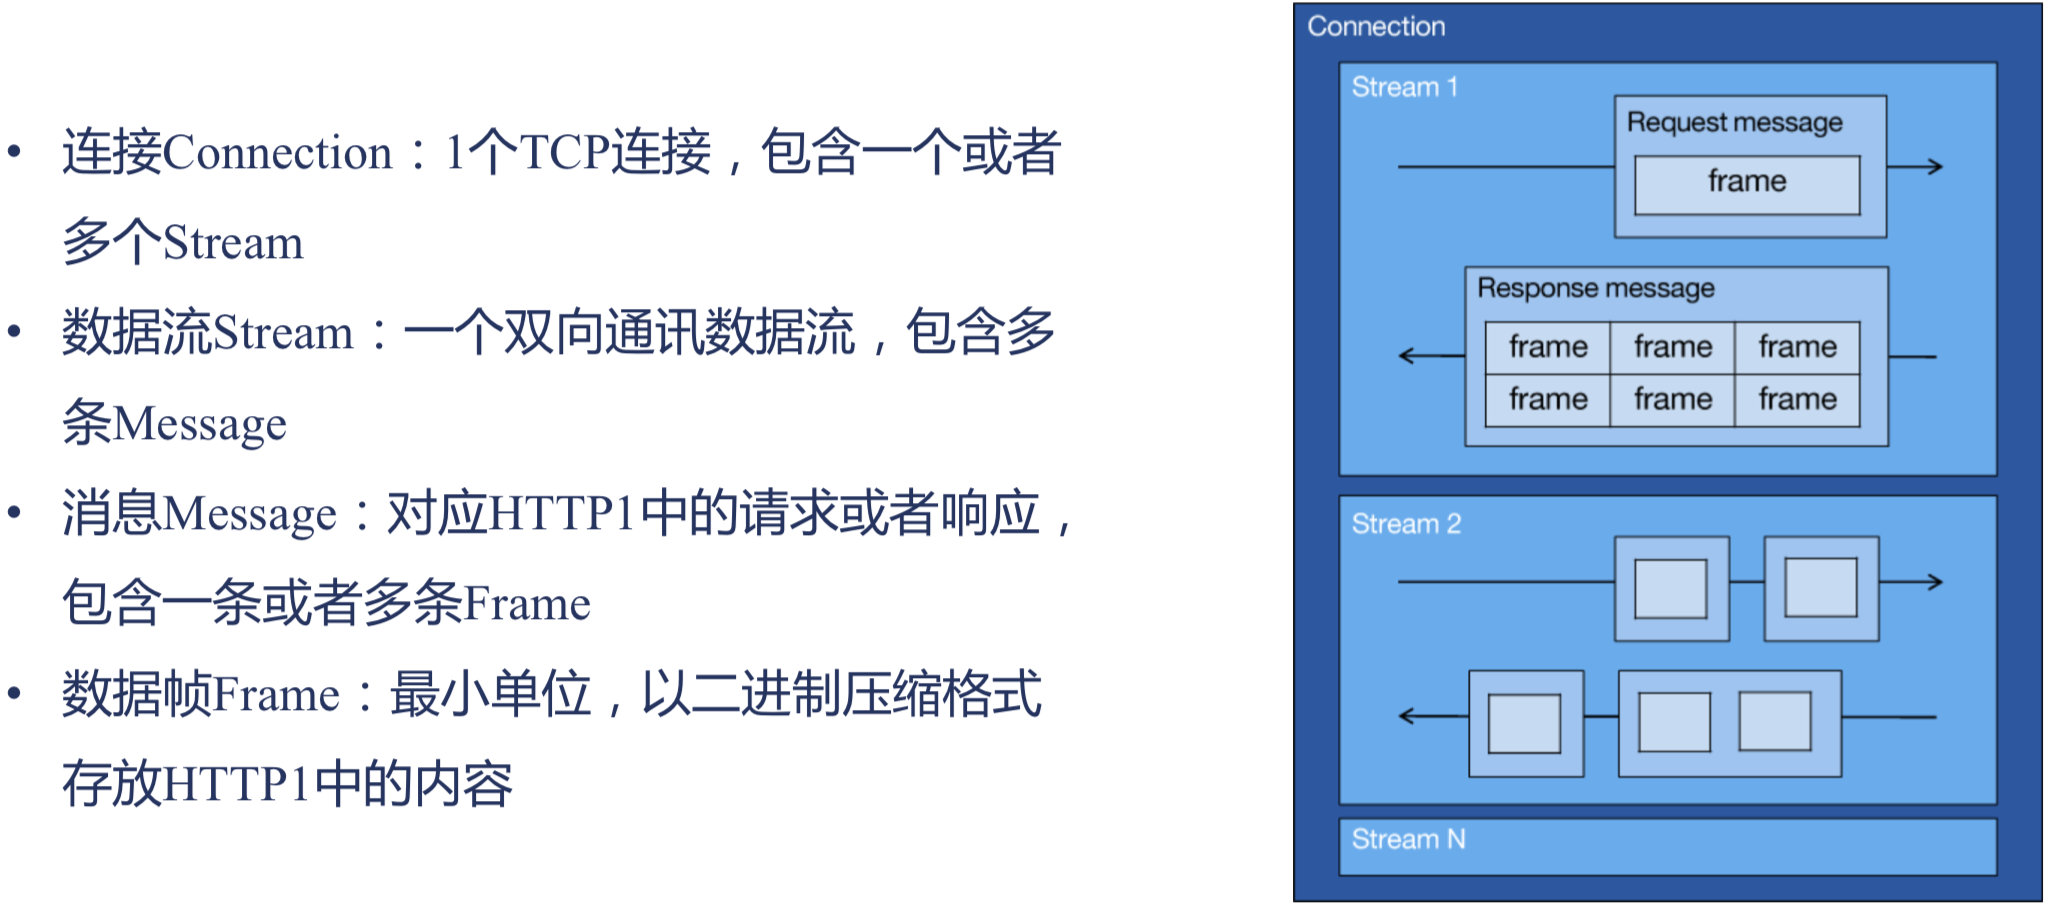 • 连接Connection：1个TCP连接，包含一个或者
多个Stream
• 数据流Stream：一个双向通讯数据流，包含多
条Message
• 消息Message：对应HTTP1中的请求或者响应，
包含一条或者多条Frame
• 数据帧Frame：最小单位，以二进制压缩格式
存放HTTP1中的内容
Connection
Stream 1
Request message
frame
Response message
frame frame frame
frame frame frame
Stream 2
Stream N